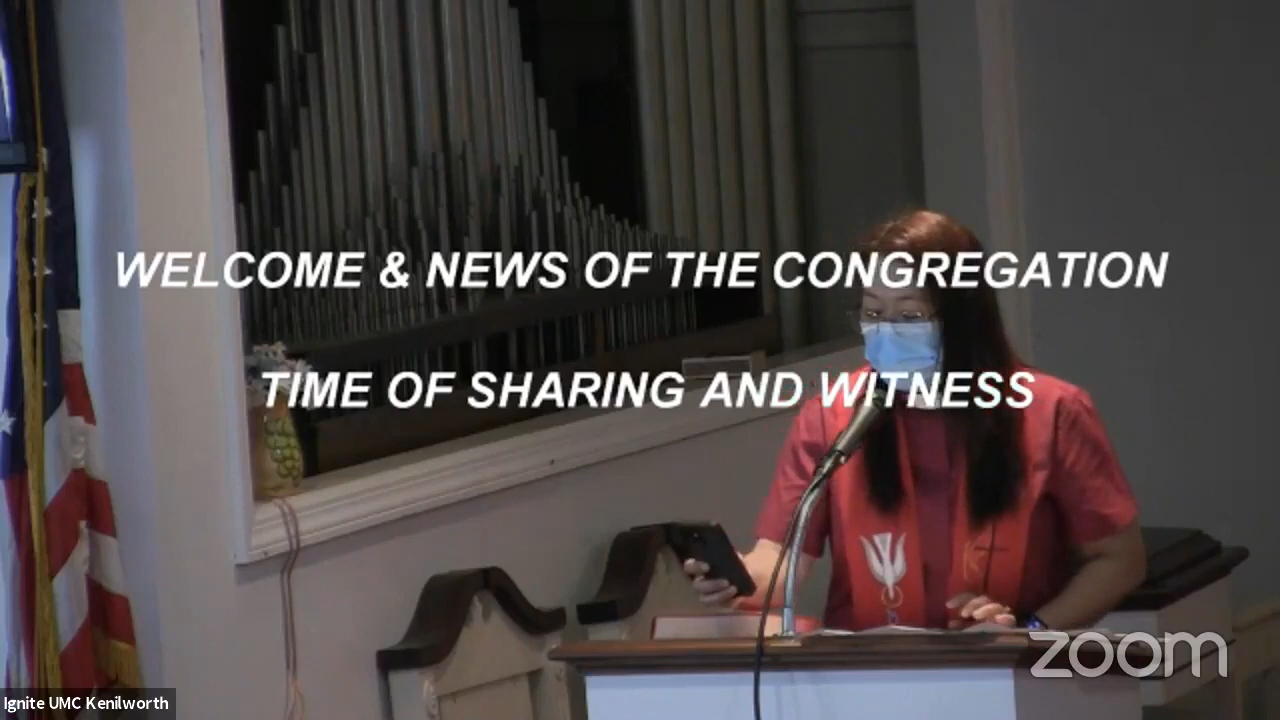 WELCOME & NEWS OF THE CONGREGATION
TIME OF SHARING AND WITNESS
zoom
Ignite UMC Kenilworth